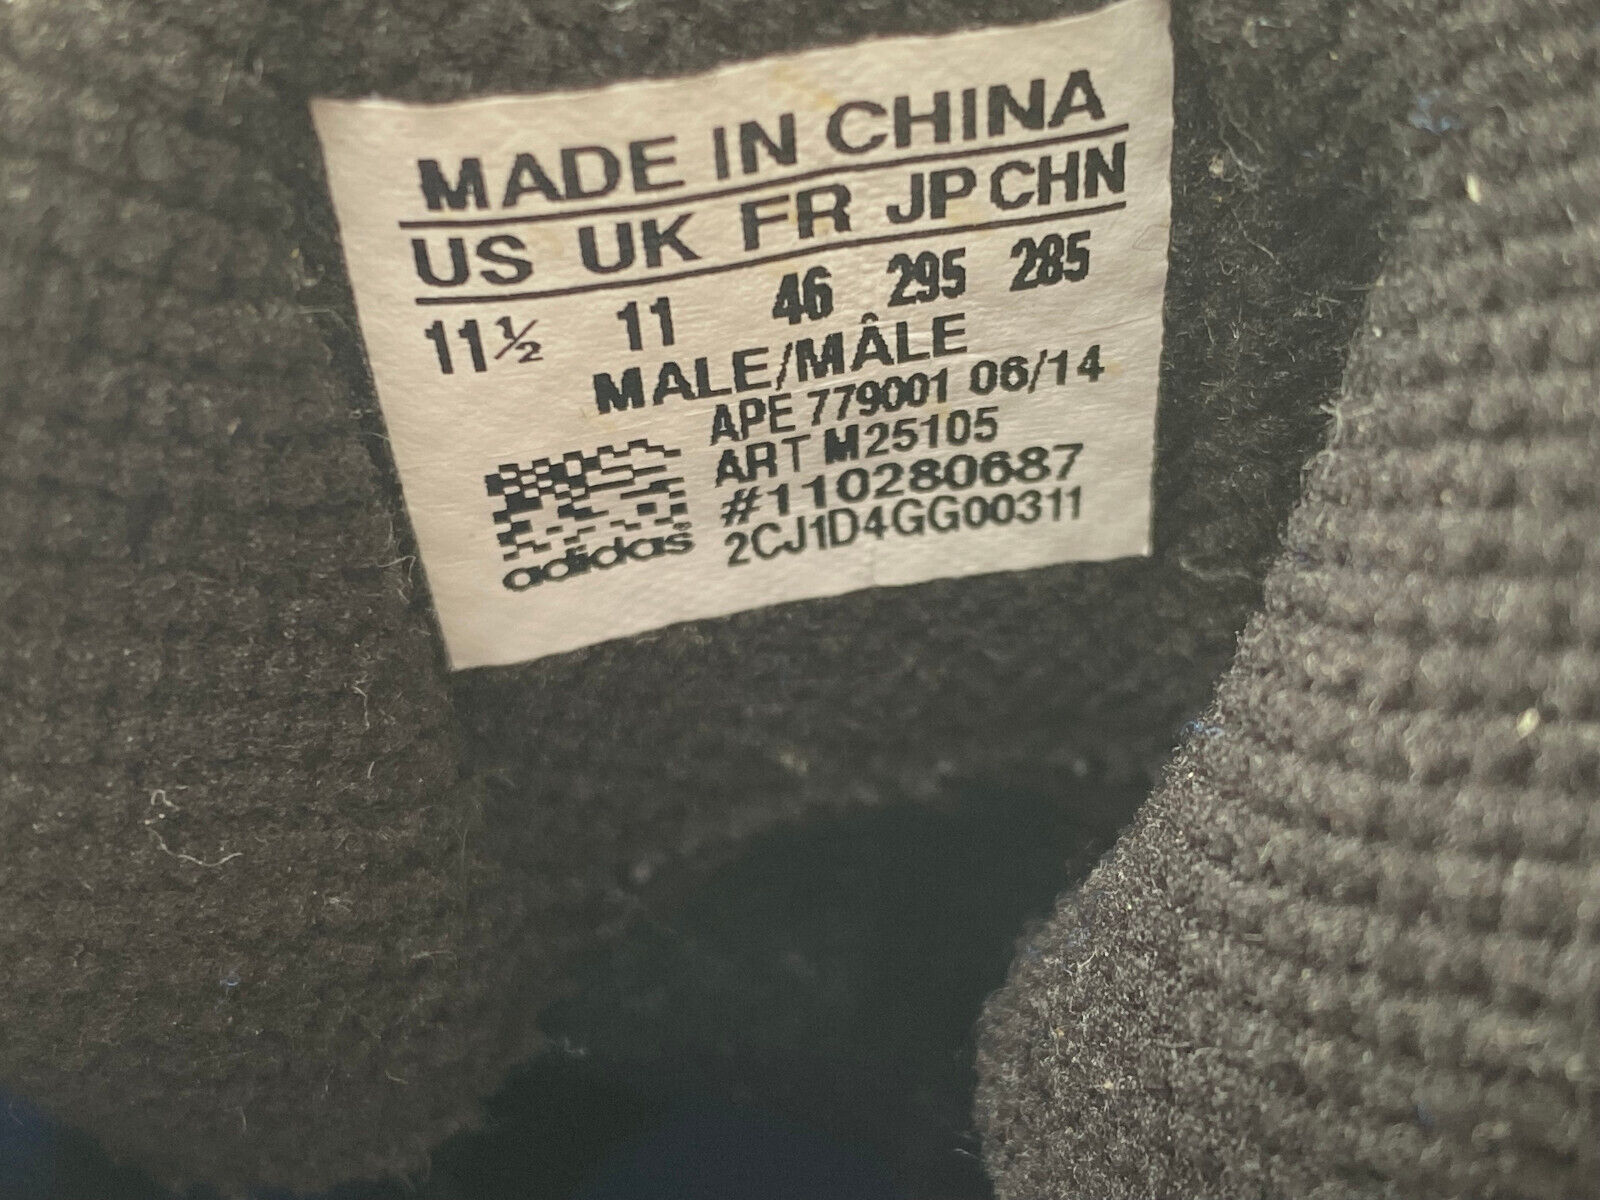 MADE IN CHINA
US UK FR JP CHN
11½ 11 46 295 285
MALE/MÂLE
APE 779001 06/14
ART M25105
#110280687
adidas® 2CJ1D4GG00311